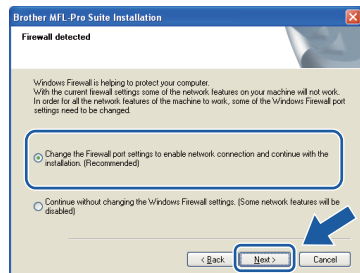 Brother MFL-Pro Suite Installation
Firewall detected
Windows Firewall is helping to protect your computer.
With the current firewall settings some of the network features on your machine will not work.
In order for all the network features of the machine to work, some of the Windows Firewall port
settings need to be changed.
Change the Firewall port settings to enable network connection and continue with the
installation. (Recommended)
Continue without changing the Windows Firewall settings. (Some network features will be
disabled)
< Back
Next >
Cancel